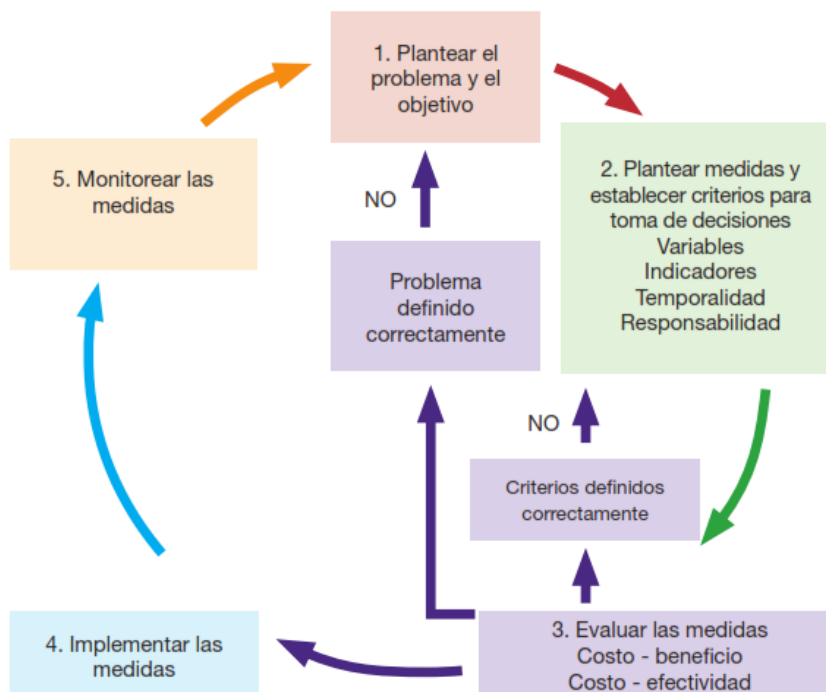 1. Plantear el
problema y el
objetivo
2. Plantear medidas y
establecer criterios para
toma de decisiones
Variables
Indicadores
Temporalidad
Responsabilidad
5. Monitorear las
medidas
NO
Problema
definido
correctamente
NO
Criterios definidos
correctamente
3. Evaluar las medidas
Costo - beneficio
Costo - efectividad
4. Implementar las
medidas